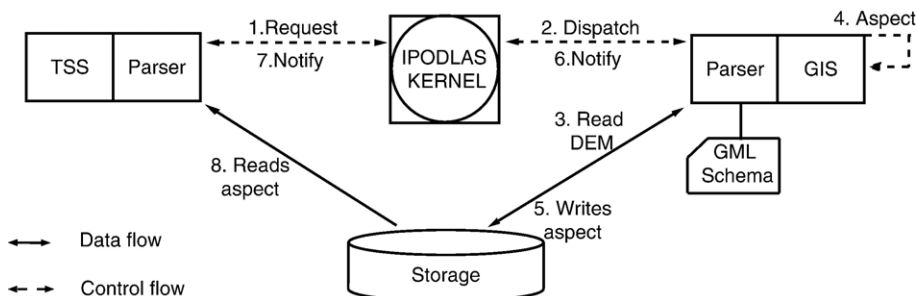 1.Request
7.Notify
2. Dispatch
6.Notify
4. Aspect
TSS
Parser
IPODLAS
KERNEL
Parser
GIS
3. Read
DEM
GML
Schema
8. Reads
aspect
5. Writes
aspect
Storage
Data flow
Control flow